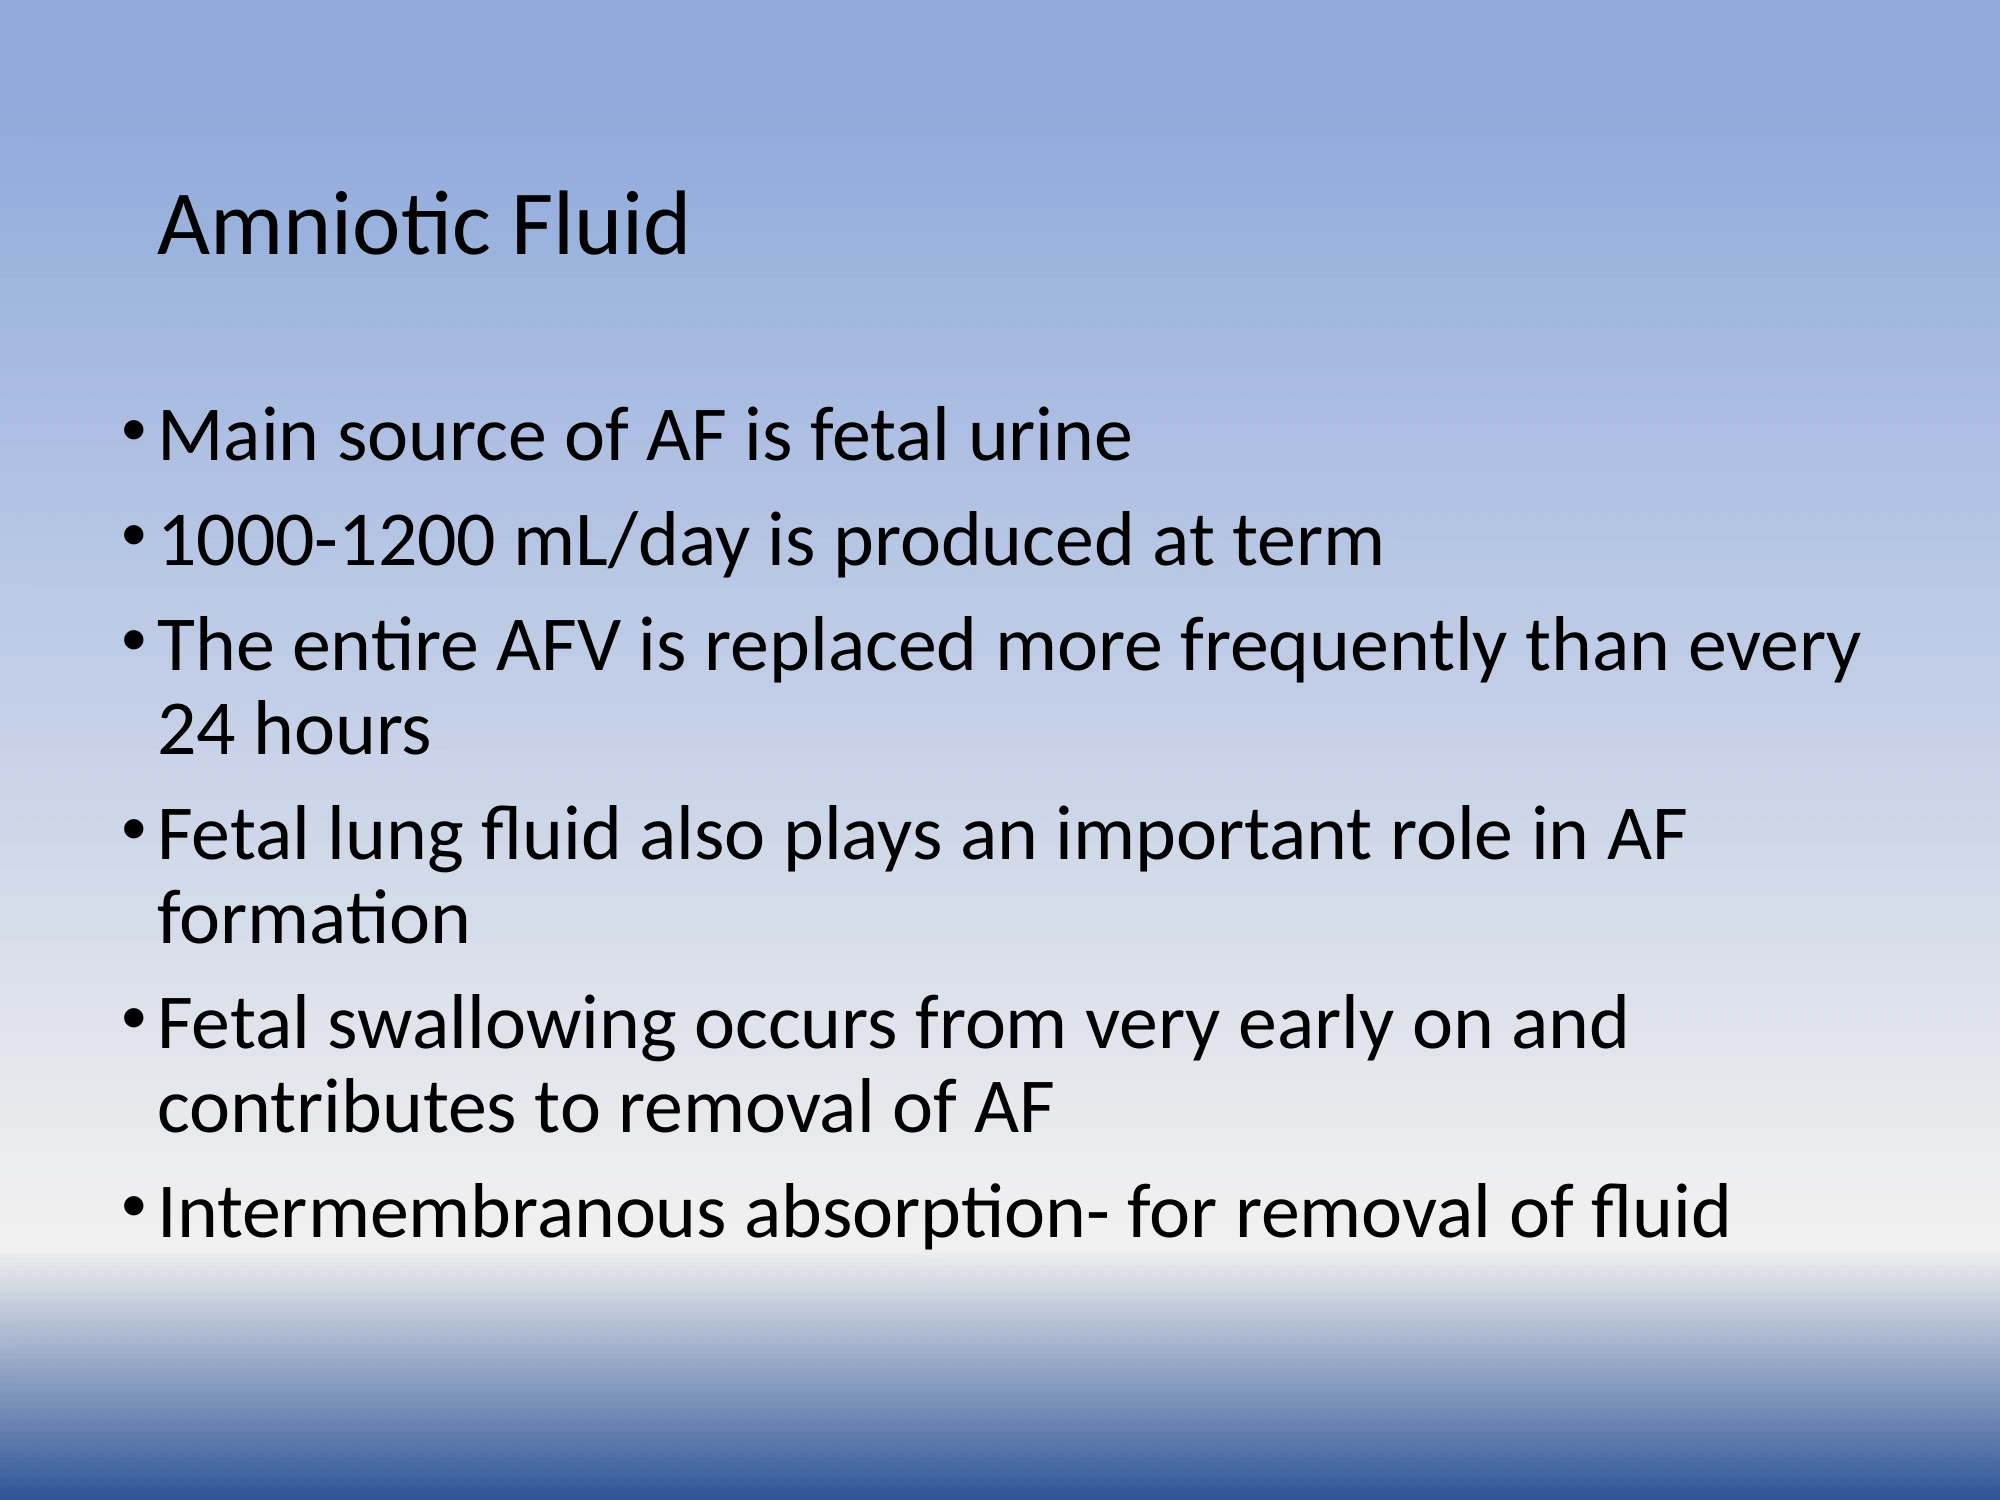 Amniotic Fluid
• Main source of AF is fetal urine
• 1000-1200 mL/day is produced at term
• The entire AFV is replaced more frequently than every
24 hours
• Fetal lung fluid also plays an important role in AF
formation
• Fetal swallowing occurs from very early on and
contributes to removal of AF
• Intermembranous absorption- for removal of fluid